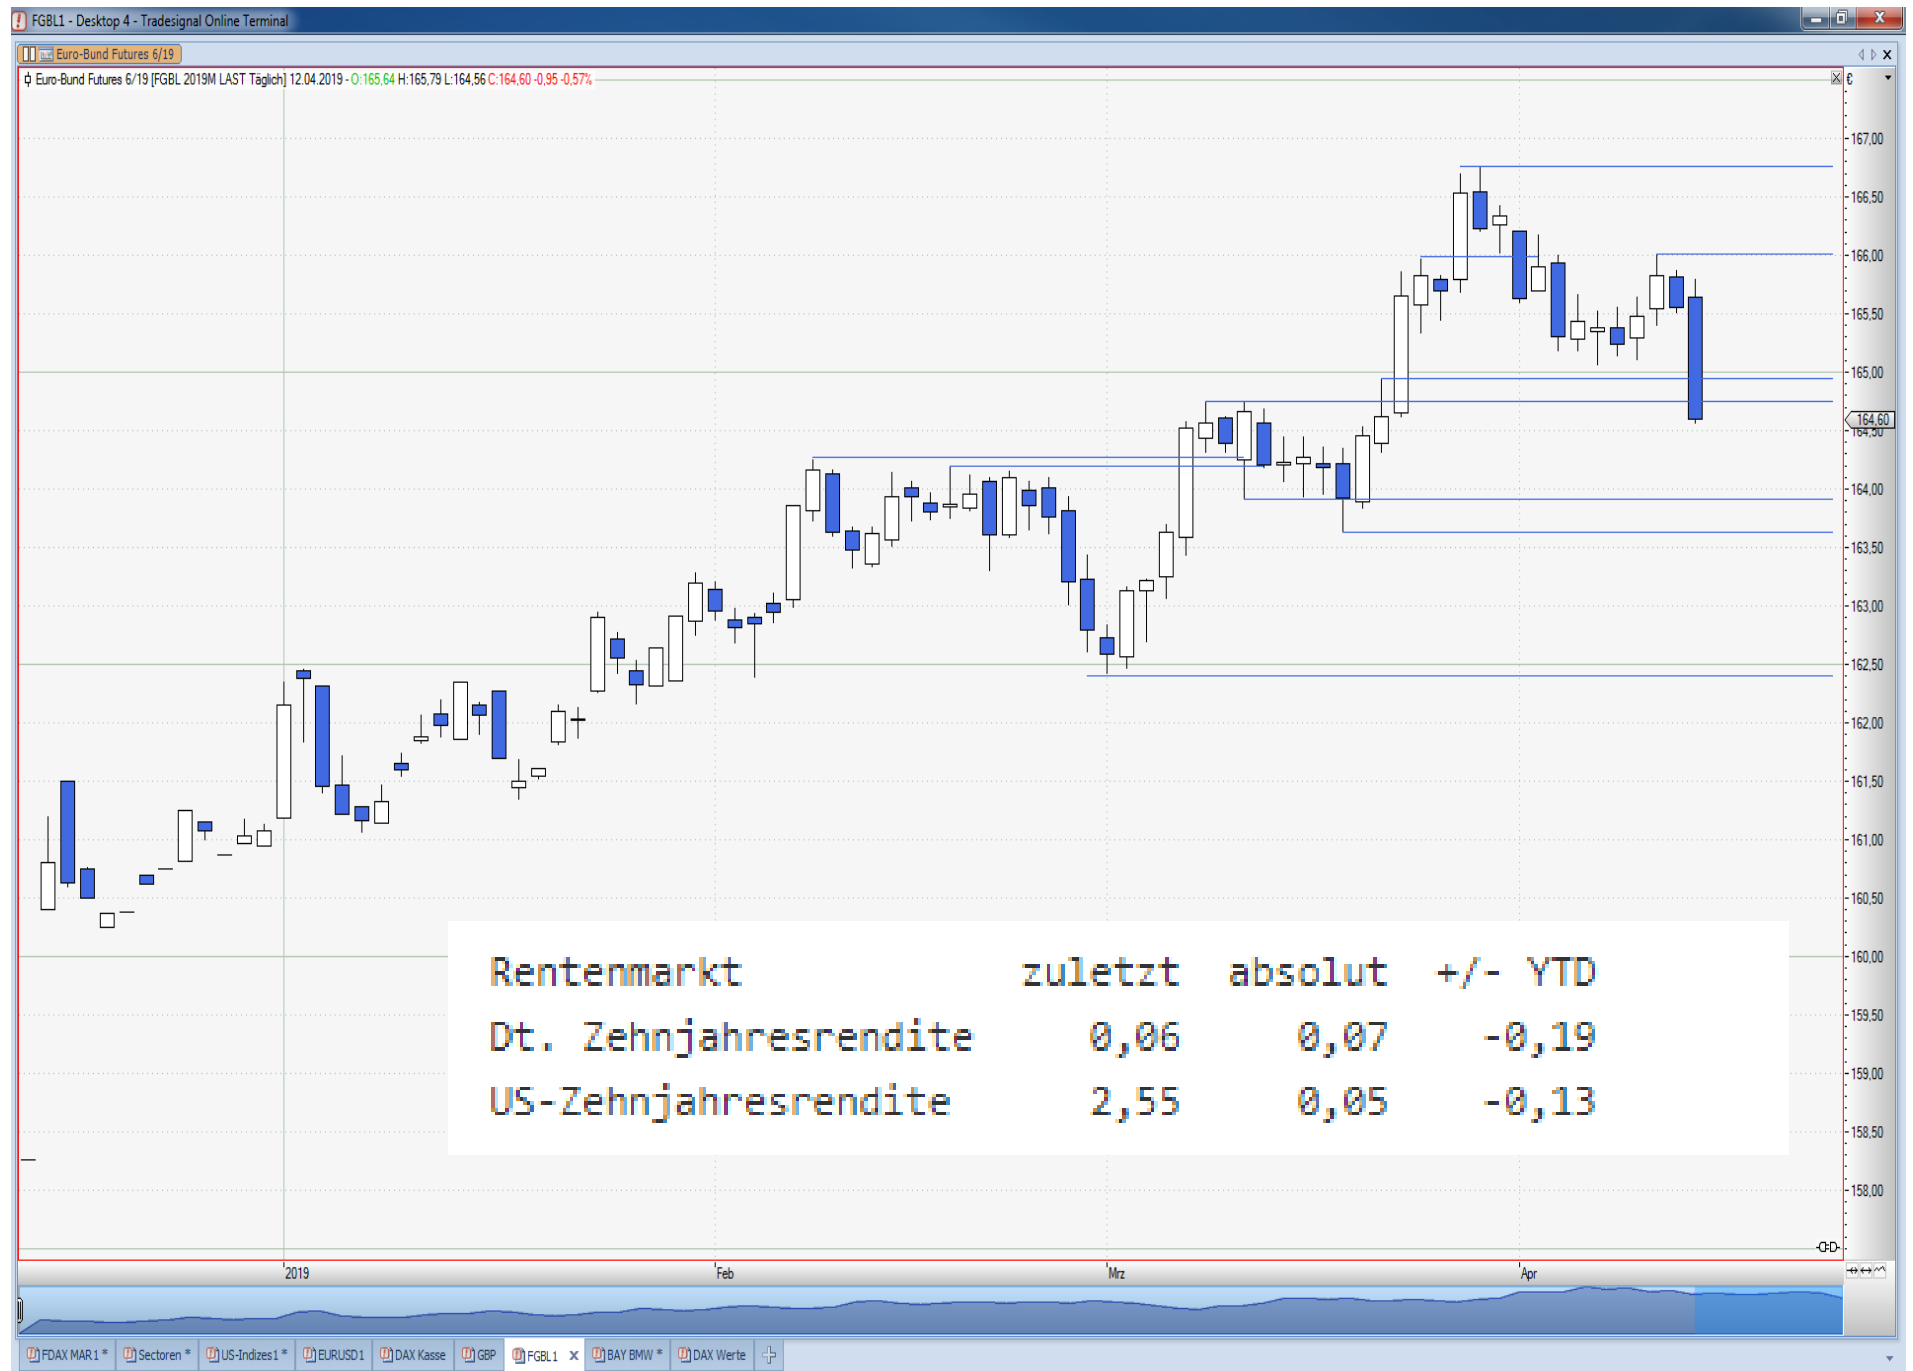 FGBL1 - Desktop 4 - Tradesignal Online Terminal
Euro-Bund Futures 6/19
Euro-Bund Futures 6/19 [FGBL 2019M LAST Täglich] 12.04.2019 - O:165,64 H:165,79 L:164,56 C:164,60 -0,95 -0,57%
€
167,00
166,50
166,00
165,50
165,00
164,60
164,50
164,00
163,50
163,00
162,50
162,00
161,50
161,00
160,50
160,00
159,50
159,00
158,50
158,00
Rentenmarkt zuletzt absolut +/- YTD
Dt. Zehnjahresrendite 0,06 0,07 -0,19
US-Zehnjahresrendite 2,55 0,05 -0,13
2019 Feb Mrz Apr
FDAX MAR1 * Sectoren * US-Indizes1 * EURUSD1 DAX Kasse GBP FGBL1 X BAY BMW * DAX Werte